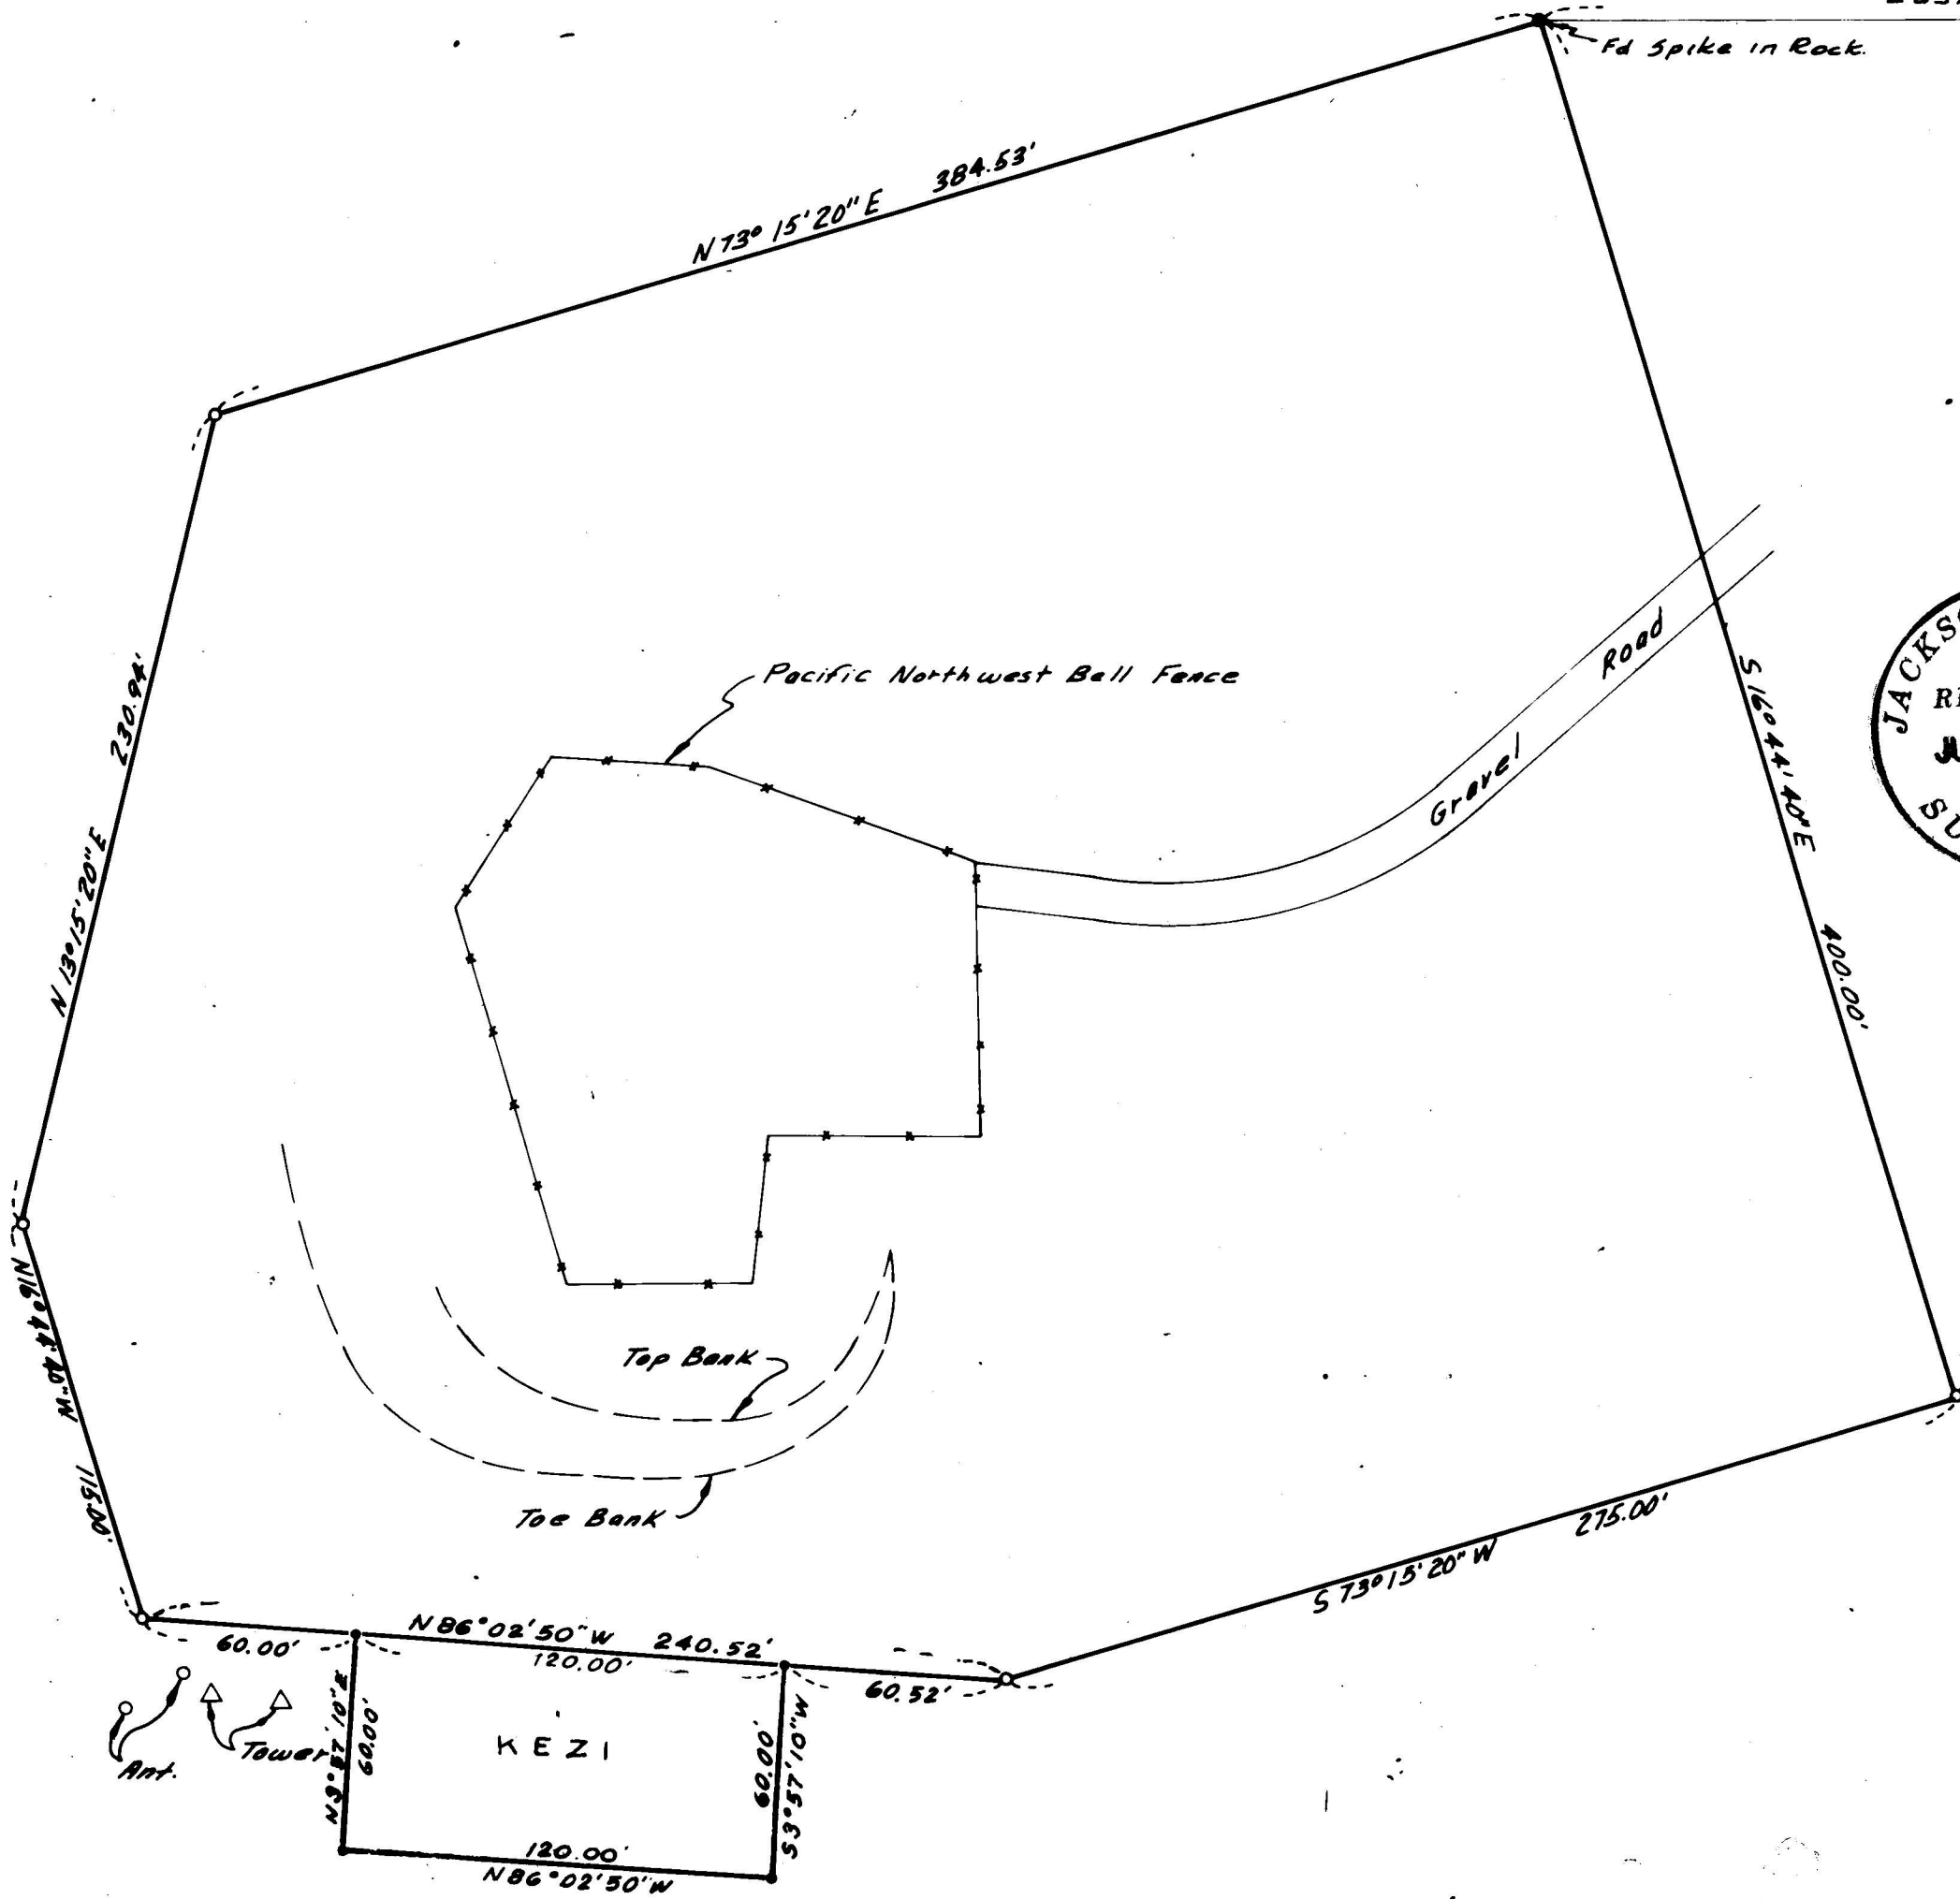 Fd Spike in Rock.
N 73° 15' 20" E 384.53'
230.94'
N 13° 15' 20" E
Pacific Northwest Bell Fence
Gravel Road
S 16° 44' 40" E 400.00'
N 16° 44' 40" W
Top Bank
Toe Bank
275.00'
S 73° 15' 20" W
N 86° 02' 50" W 240.52'
60.00'
120.00'
60.52'
Ant.
Tower
N 3° 57' 10" E
60.00'
KEZI
60.00'
S 3° 57' 10" W
120.00'
N 86° 02' 50" W